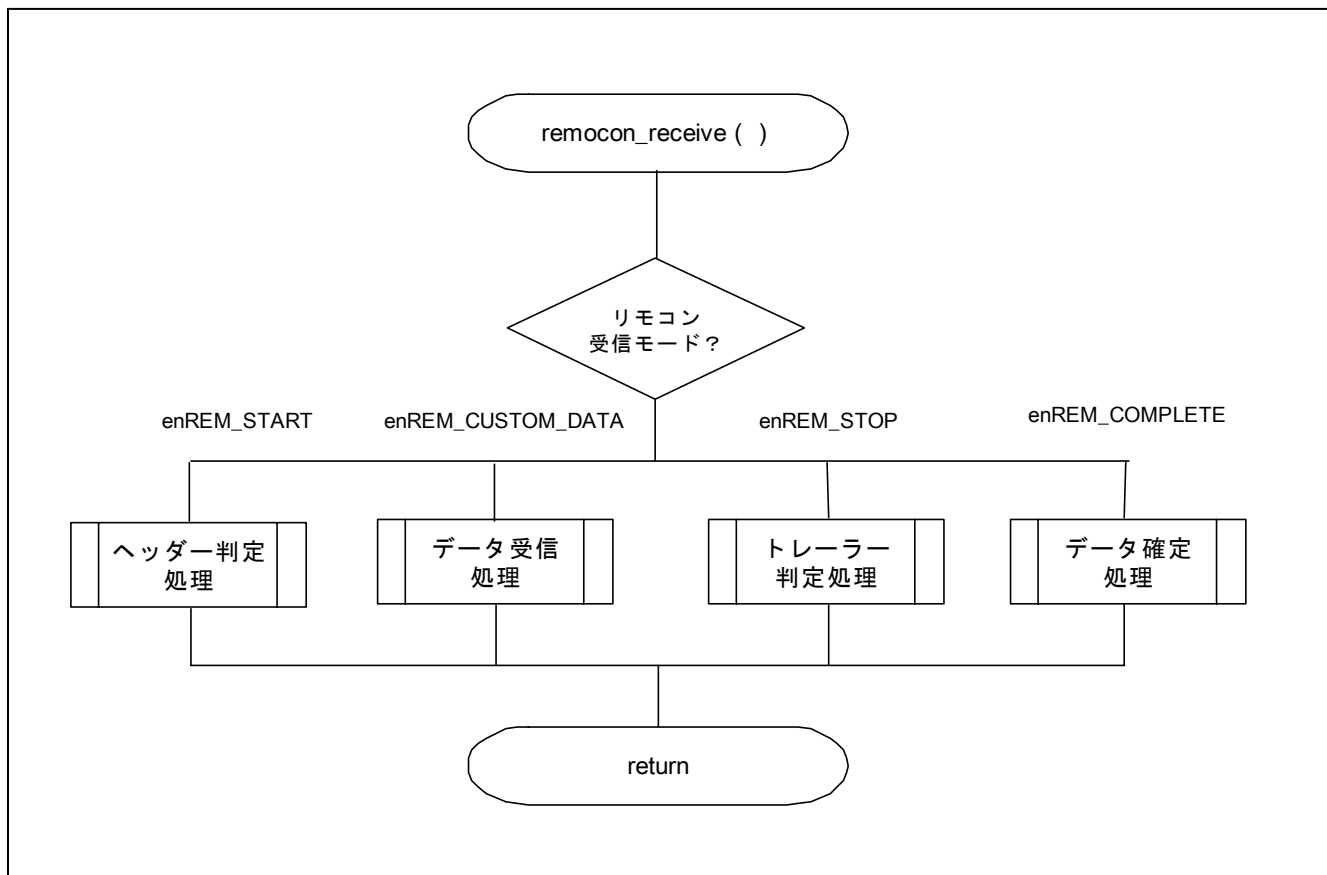 remocon_receive ( )
リモコン
受信モード？
enREM_START
enREM_CUSTOM_DATA
enREM_STOP
enREM_COMPLETE
ヘッダー判定
処理
データ受信
処理
トレーラー
判定処理
データ確定
処理
return